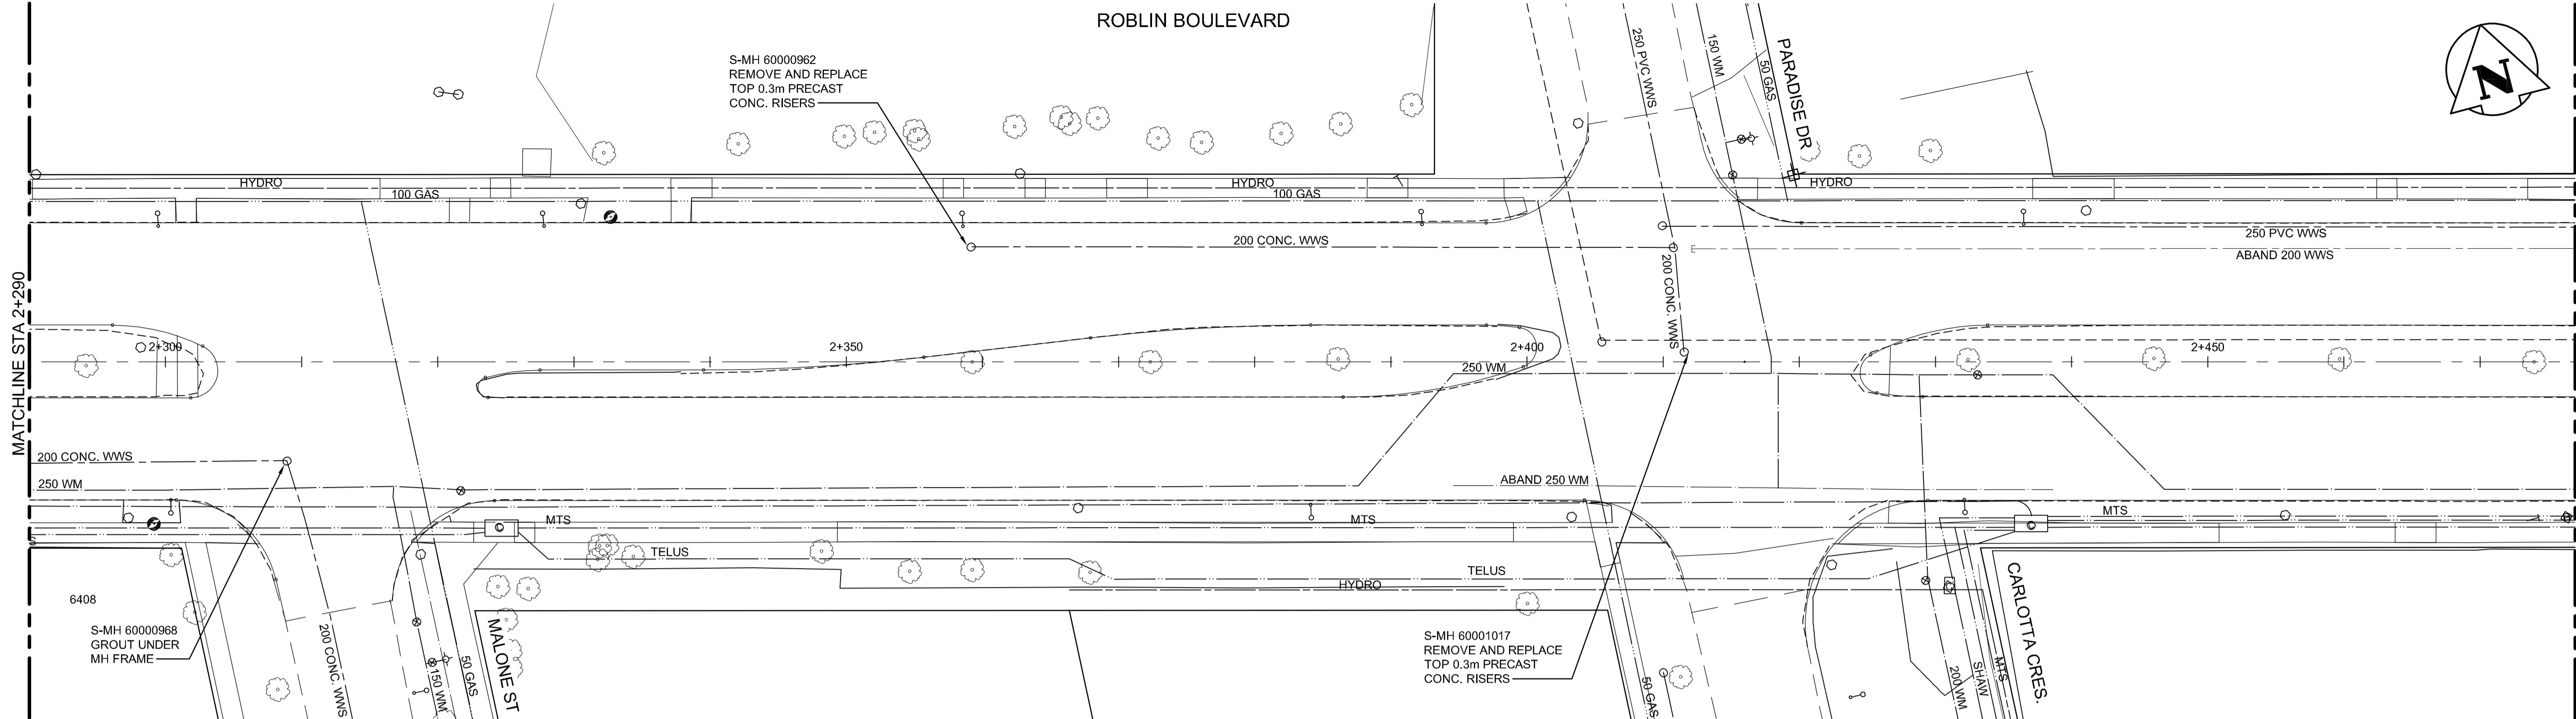 ROBLIN BOULEVARD
S-MH 60000962
REMOVE AND REPLACE
TOP 0.3m PRECAST
CONC. RISERS
250 PVC WWS
150 WM
50 GAS
PARADISE DR
N
HYDRO
100 GAS
HYDRO
100 GAS
HYDRO
200 CONC. WWS
250 PVC WWS
ABAND 200 WWS
200 CONC. WWS
MATCHLINE STA 2+290
2+300
2+350
2+400
2+450
250 WM
200 CONC. WWS
250 WM
ABAND 250 WM
MTS
MTS
MTS
TELUS
TELUS
HYDRO
6408
S-MH 60000968
GROUT UNDER
MH FRAME
200 CONC. WWS
150 WM
50 GAS
MALONE ST
S-MH 60001017
REMOVE AND REPLACE
TOP 0.3m PRECAST
CONC. RISERS
50 GAS
200 WM
SHAW
MTS
CARLOTTA CRES.